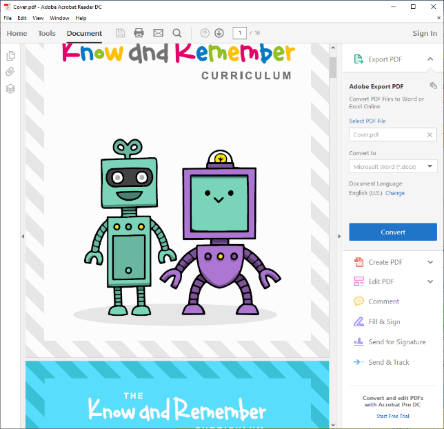 Cover.pdf - Adobe Acrobat Reader DC
File Edit View Window Help
Home Tools Document 1 / 16 Sign In
Know and Remember
CURRICULUM
THE
Know and Remember
Export PDF
Adobe Export PDF
Convert PDF Files to Word or
Excel Online
Select PDF File
Cover.pdf
Convert to
Microsoft Word (*.docx)
Document Language:
English (U.S.) Change
Convert
Create PDF
Edit PDF
Comment
Fill & Sign
Send for Signature
Send & Track
Convert and edit PDFs
with Acrobat Pro DC
Start Free Trial